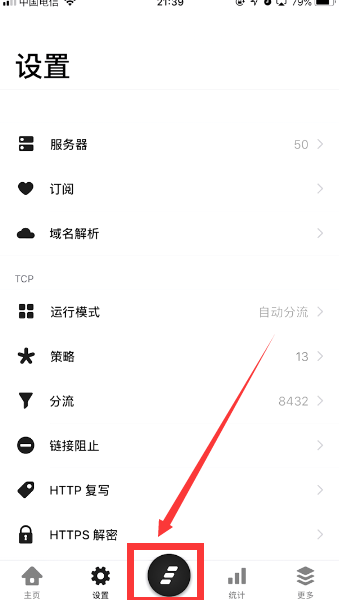 中国电信 21:39 79%
设置
服务器 50
订阅
域名解析
TCP
运行模式 自动分流
策略 13
分流 8432
链接阻止
HTTP 复写
HTTPS 解密
主页 设置 统计 更多